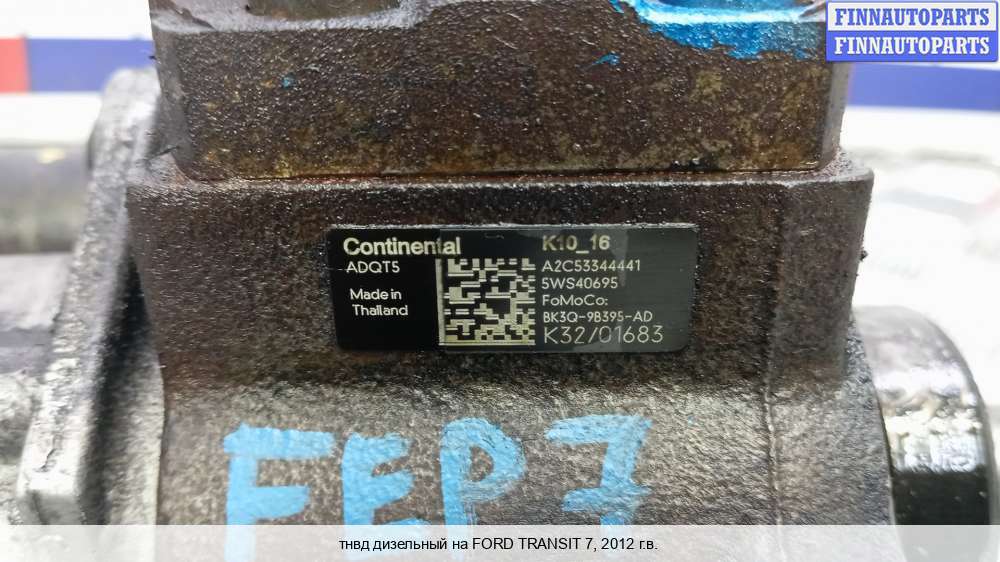 FINNAUTOPARTS
FINNAUTOPARTS
Continental
ADQT5
Made in
Thailand
K10_16
A2C53344441
5WS40695
FoMoCo:
BK3Q-9B395-AD
K32/01683
FEP7
тнвд дизельный на FORD TRANSIT 7, 2012 г.в.